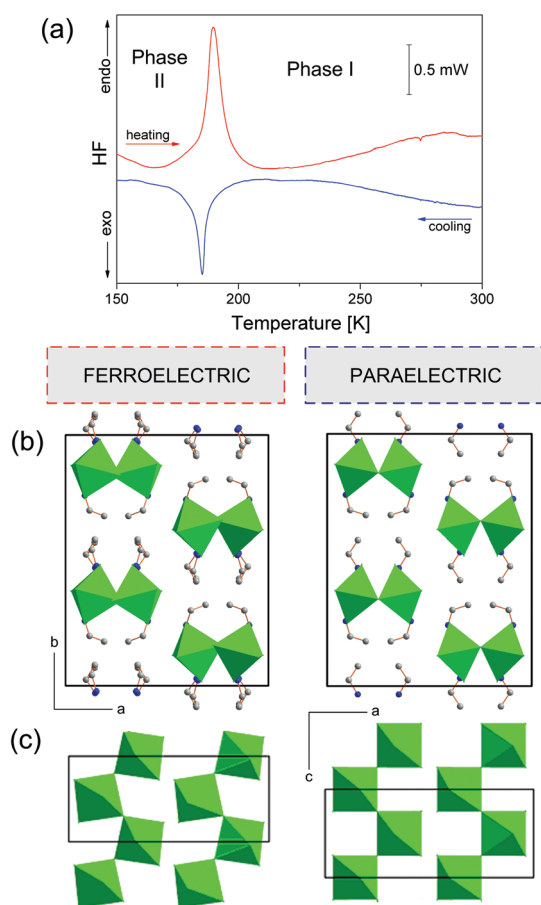 (a)
endo
HF
exo
Phase
II
Phase I
0.5 mW
heating
cooling
150
200
250
300
Temperature [K]
FERROELECTRIC
PARAELECTRIC
(b)
b
a
(c)
a
c